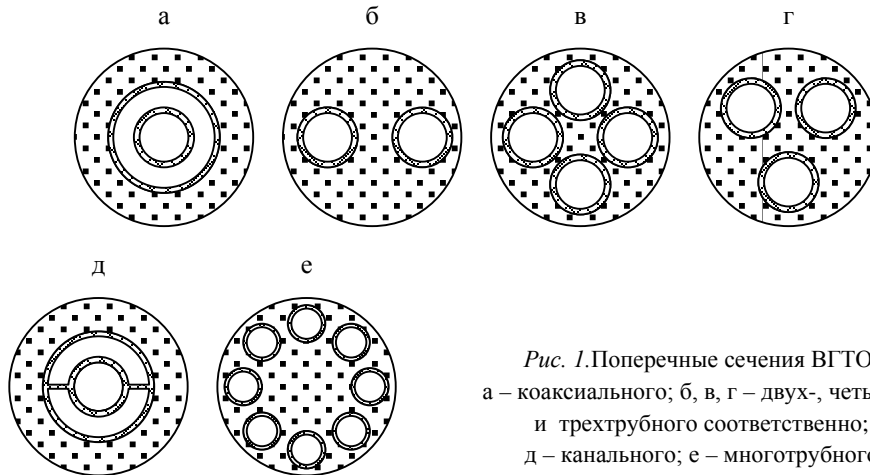 а б в г
д е
Рис. 1.Поперечные сечения ВГТО
а – коаксиального; б, в, г – двух-, четы
и трехтрубного соответственно;
д – канального; е – многотрубного